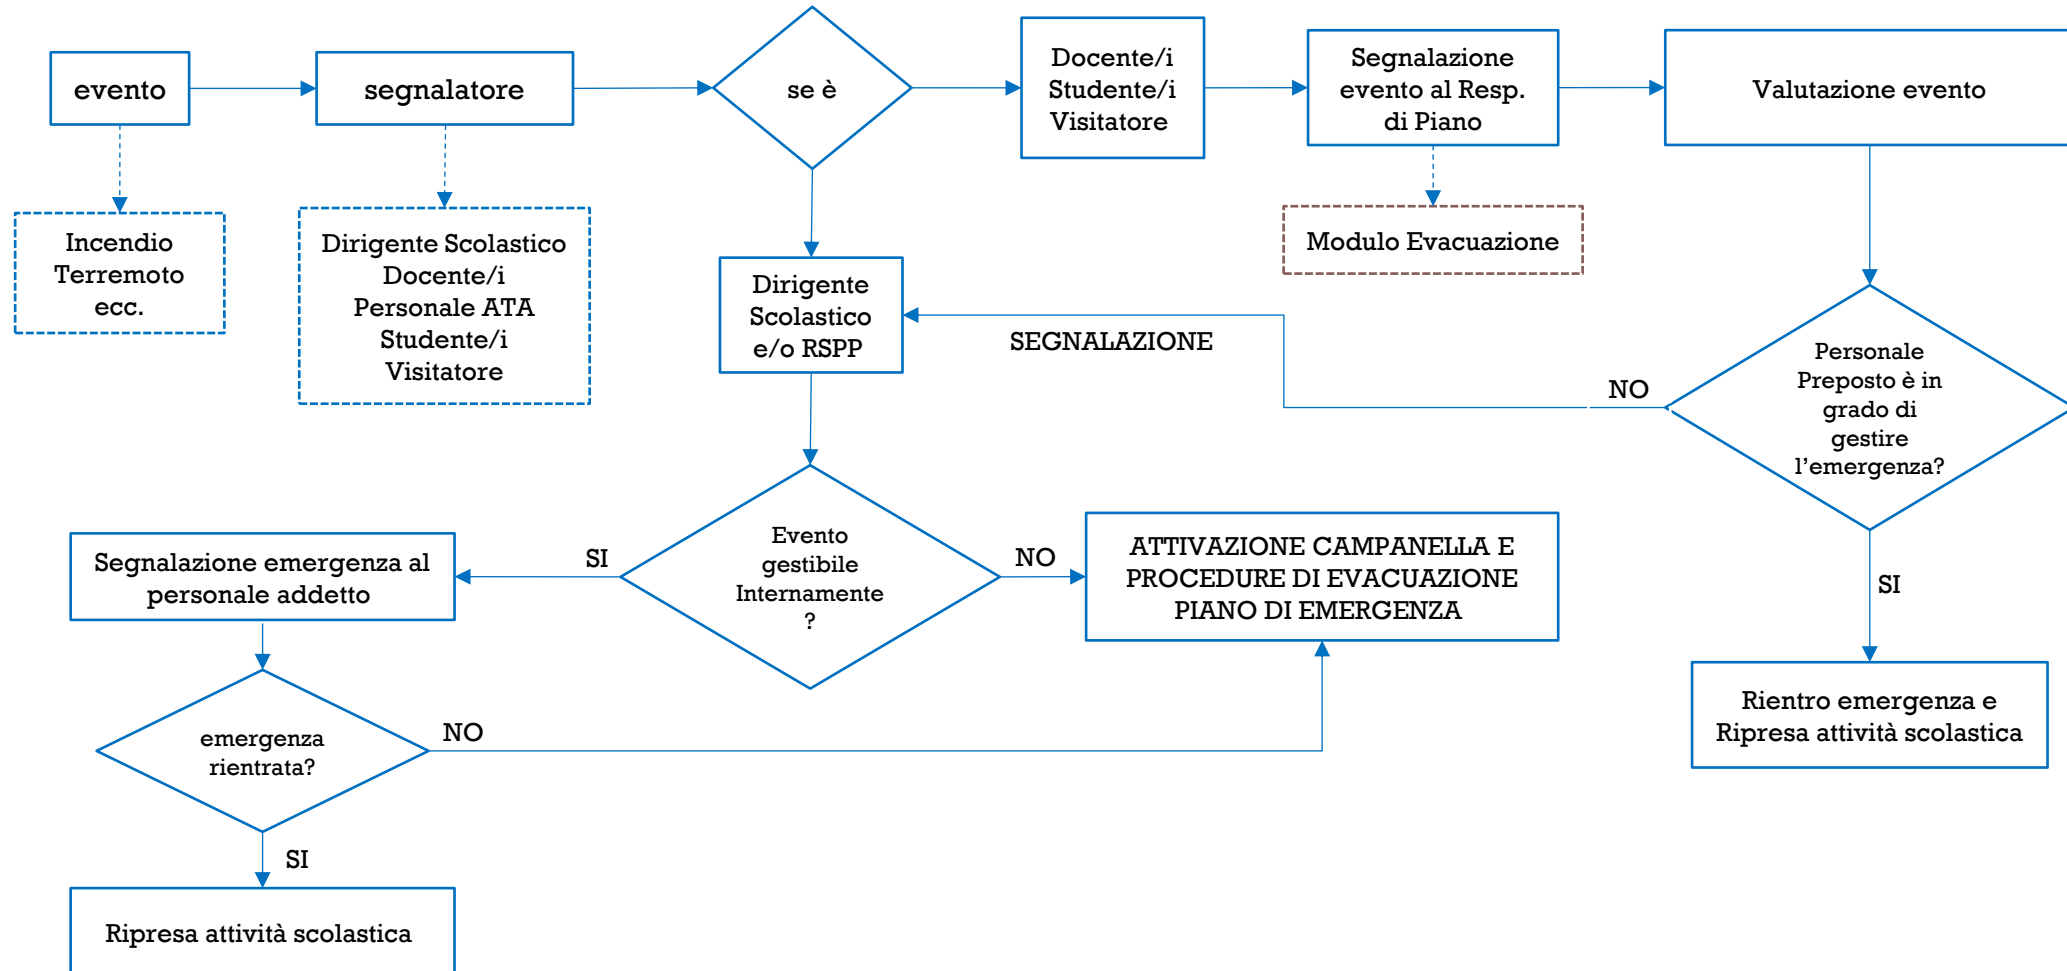 evento
segnalatore
se è
Docente/i
Studente/i
Visitatore
Segnalazione
evento al Resp.
di Piano
Valutazione evento
Incendio
Terremoto
ecc.
Dirigente Scolastico
Docente/i
Personale ATA
Studente/i
Visitatore
Modulo Evacuazione
Dirigente
Scolastico
e/o RSPP
SEGNALAZIONE
NO
Personale
Preposto è in
grado di
gestire
l’emergenza?
Segnalazione emergenza al
personale addetto
SI
Evento
gestibile
Internamente
?
NO
ATTIVAZIONE CAMPANELLA E
PROCEDURE DI EVACUAZIONE
PIANO DI EMERGENZA
SI
emergenza
rientrata?
NO
Rientro emergenza e
Ripresa attività scolastica
SI
Ripresa attività scolastica